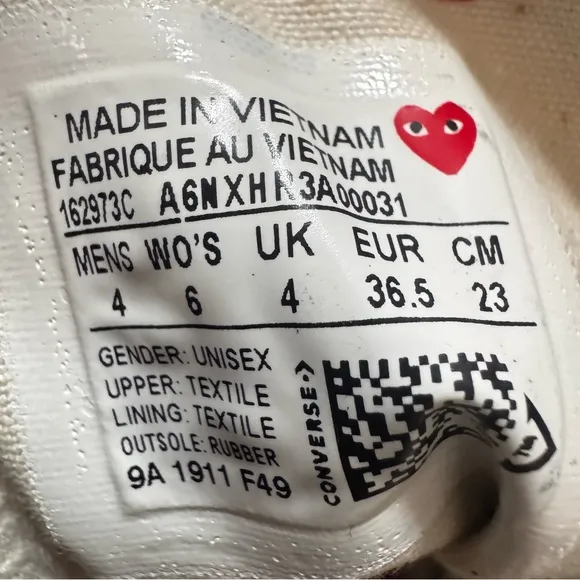 MADE IN VIETNAM
FABRIQUE AU VIETNAM
162973C
MENS WO'S UK EUR CM
4 6 4 36.5 23
GENDER: UNISEX
UPPER: TEXTILE
LINING: TEXTILE
OUTSOLE: RUBBER
9A 1911 F49
CONVERSE